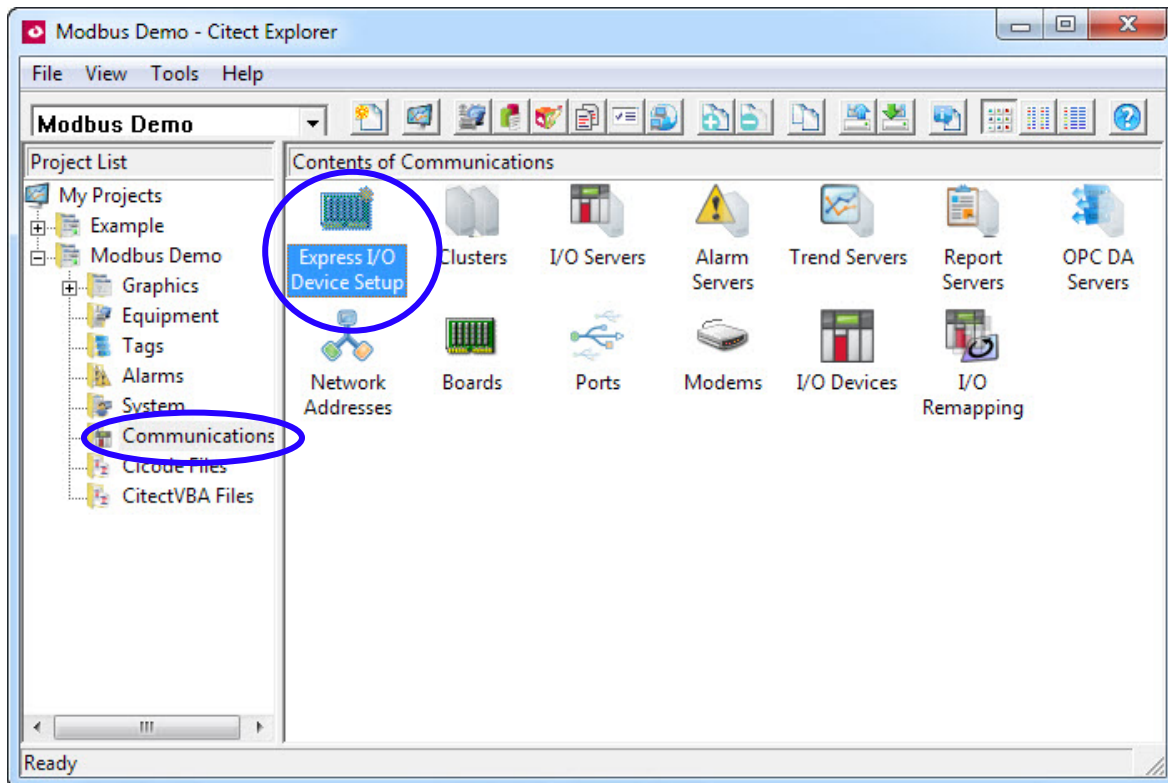 Modbus Demo - Citect Explorer
File View Tools Help
Modbus Demo
Project List
Contents of Communications
My Projects
Example
Modbus Demo
Graphics
Equipment
Tags
Alarms
System
Communications
Cicode Files
CitectVBA Files
Express I/O
Device Setup
Clusters
I/O Servers
Alarm
Servers
Trend Servers
Report
Servers
OPC DA
Servers
Network
Addresses
Boards
Ports
Modems
I/O Devices
I/O
Remapping
Ready